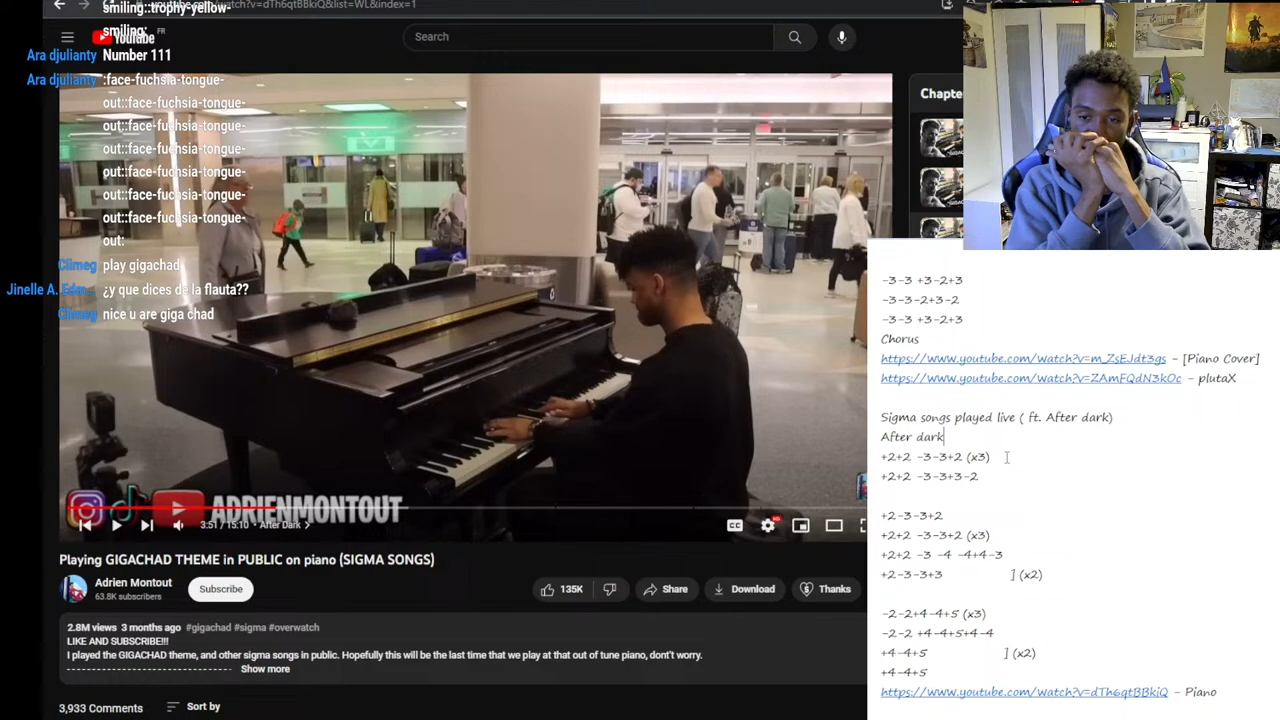 youtube.com/watch?v=dTh6qtBBkiQ&list=WL&index=1
smiling::trophy-yellow-
smiling:
YouTube FR
Search
Ara djulianty Number 111
Ara djulianty :face-fuchsia-tongue-
out::face-fuchsia-tongue-
out::face-fuchsia-tongue-
out::face-fuchsia-tongue-
out::face-fuchsia-tongue-
out::face-fuchsia-tongue-
out::face-fuchsia-tongue-
out:
Climeg play gigachad
Jinelle A. Edm... ¿y que dices de la flauta??
Climeg nice u are giga chad
Chapte
ADRIENMONTOUT
3:51 / 15:10 • After Dark >
CC
HD
Playing GIGACHAD THEME in PUBLIC on piano (SIGMA SONGS)
Adrien Montout
63.8K subscribers
Subscribe
135K
Share
Download
Thanks
2.8M views 3 months ago #gigachad #sigma #overwatch
LIKE AND SUBSCRIBE!!!
I played the GIGACHAD theme, and other sigma songs in public. Hopefully this will be the last time that we play at that out of tune piano, dont't worry.
Show more
3,933 Comments
Sort by
-3-3 +3-2+3
-3-3-2+3-2
-3-3 +3-2+3
Chorus
https://www.youtube.com/watch?v=m_ZsEJdt3gs - [Piano Cover]
https://www.youtube.com/watch?v=ZAmFQdN3kOc - plutaX
Sigma songs played live ( ft. After dark)
After dark
+2+2 -3-3+2 (x3)
+2+2 -3-3+3-2
+2-3-3+2
+2+2 -3-3+2 (x3)
+2+2 -3 -4 -4+4-3
+2-3-3+3 ] (x2)
-2-2+4-4+5 (x3)
-2-2 +4-4+5+4-4
+4-4+5 ] (x2)
+4-4+5
https://www.youtube.com/watch?v=dTh6qtBBkiQ - Piano